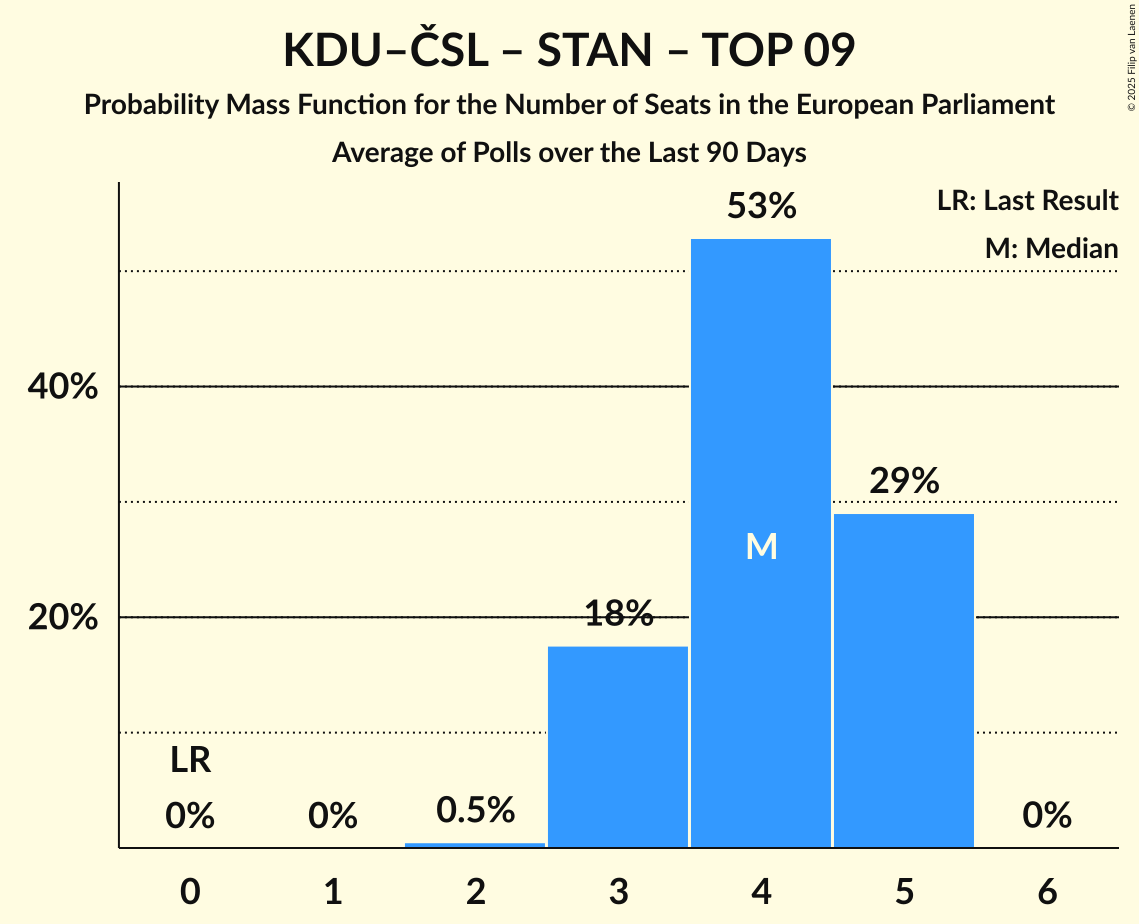 KDU–ČSL – STAN – TOP 09
Probability Mass Function for the Number of Seats in the European Parliament
Average of Polls over the Last 90 Days
© 2025 Filip van Laenen
LR: Last Result
M: Median
53%
40%
29%
M
20%
18%
LR
0%
0%
0.5%
0%
0
1
2
3
4
5
6